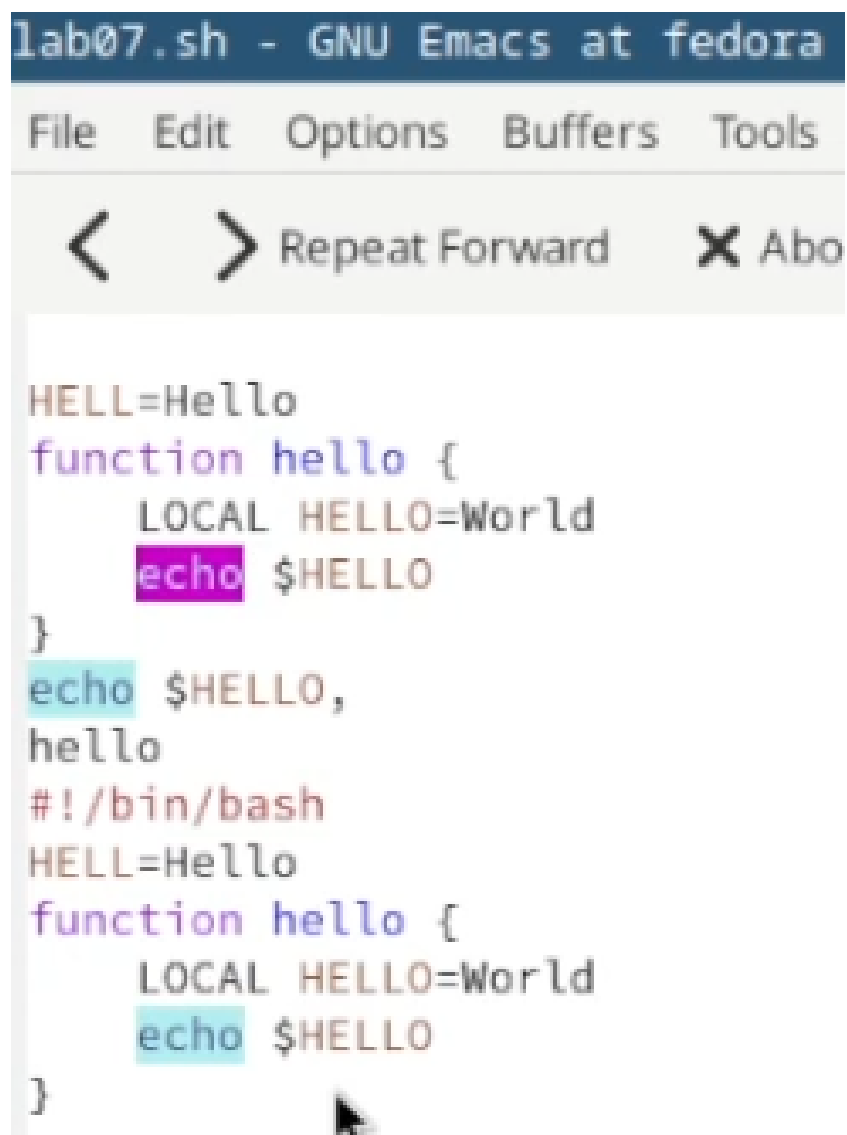 lab07.sh - GNU Emacs at fedora
File Edit Options Buffers Tools
Repeat Forward Abo
HELL=Hello
function hello {
LOCAL HELLO=World
echo $HELLO
}
echo $HELLO,
hello
#!/bin/bash
HELL=Hello
function hello {
LOCAL HELLO=World
echo $HELLO
}